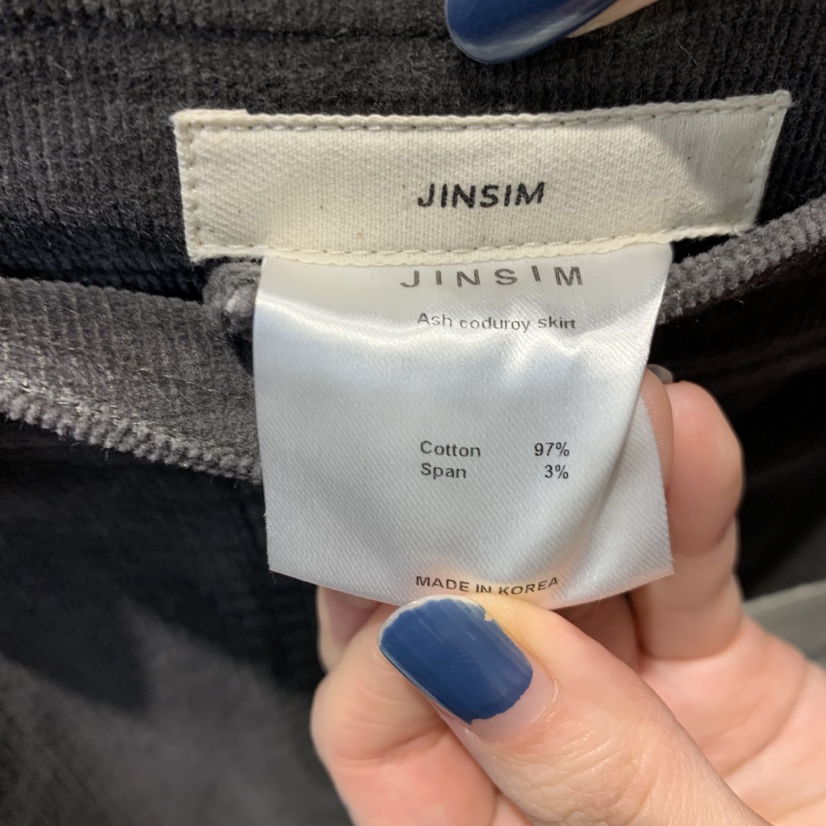 JINSIM
JINSIM
Ash coduroy skirt
Cotton 97%
Span 3%
MADE IN KOREA